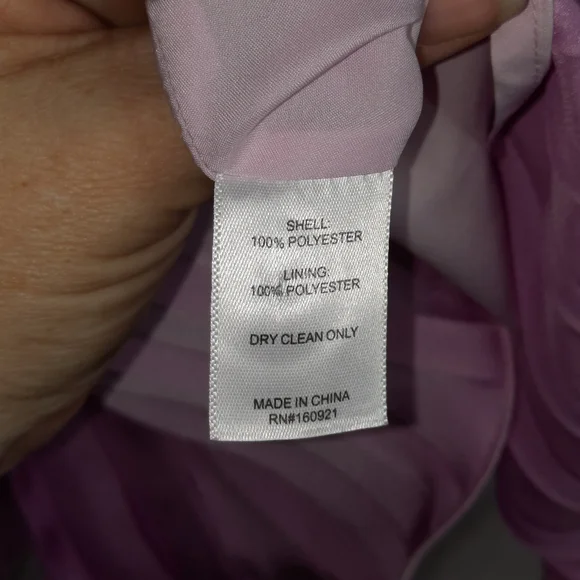 SHELL:
100% POLYESTER
LINING:
100% POLYESTER
DRY CLEAN ONLY
MADE IN CHINA
RN#160921